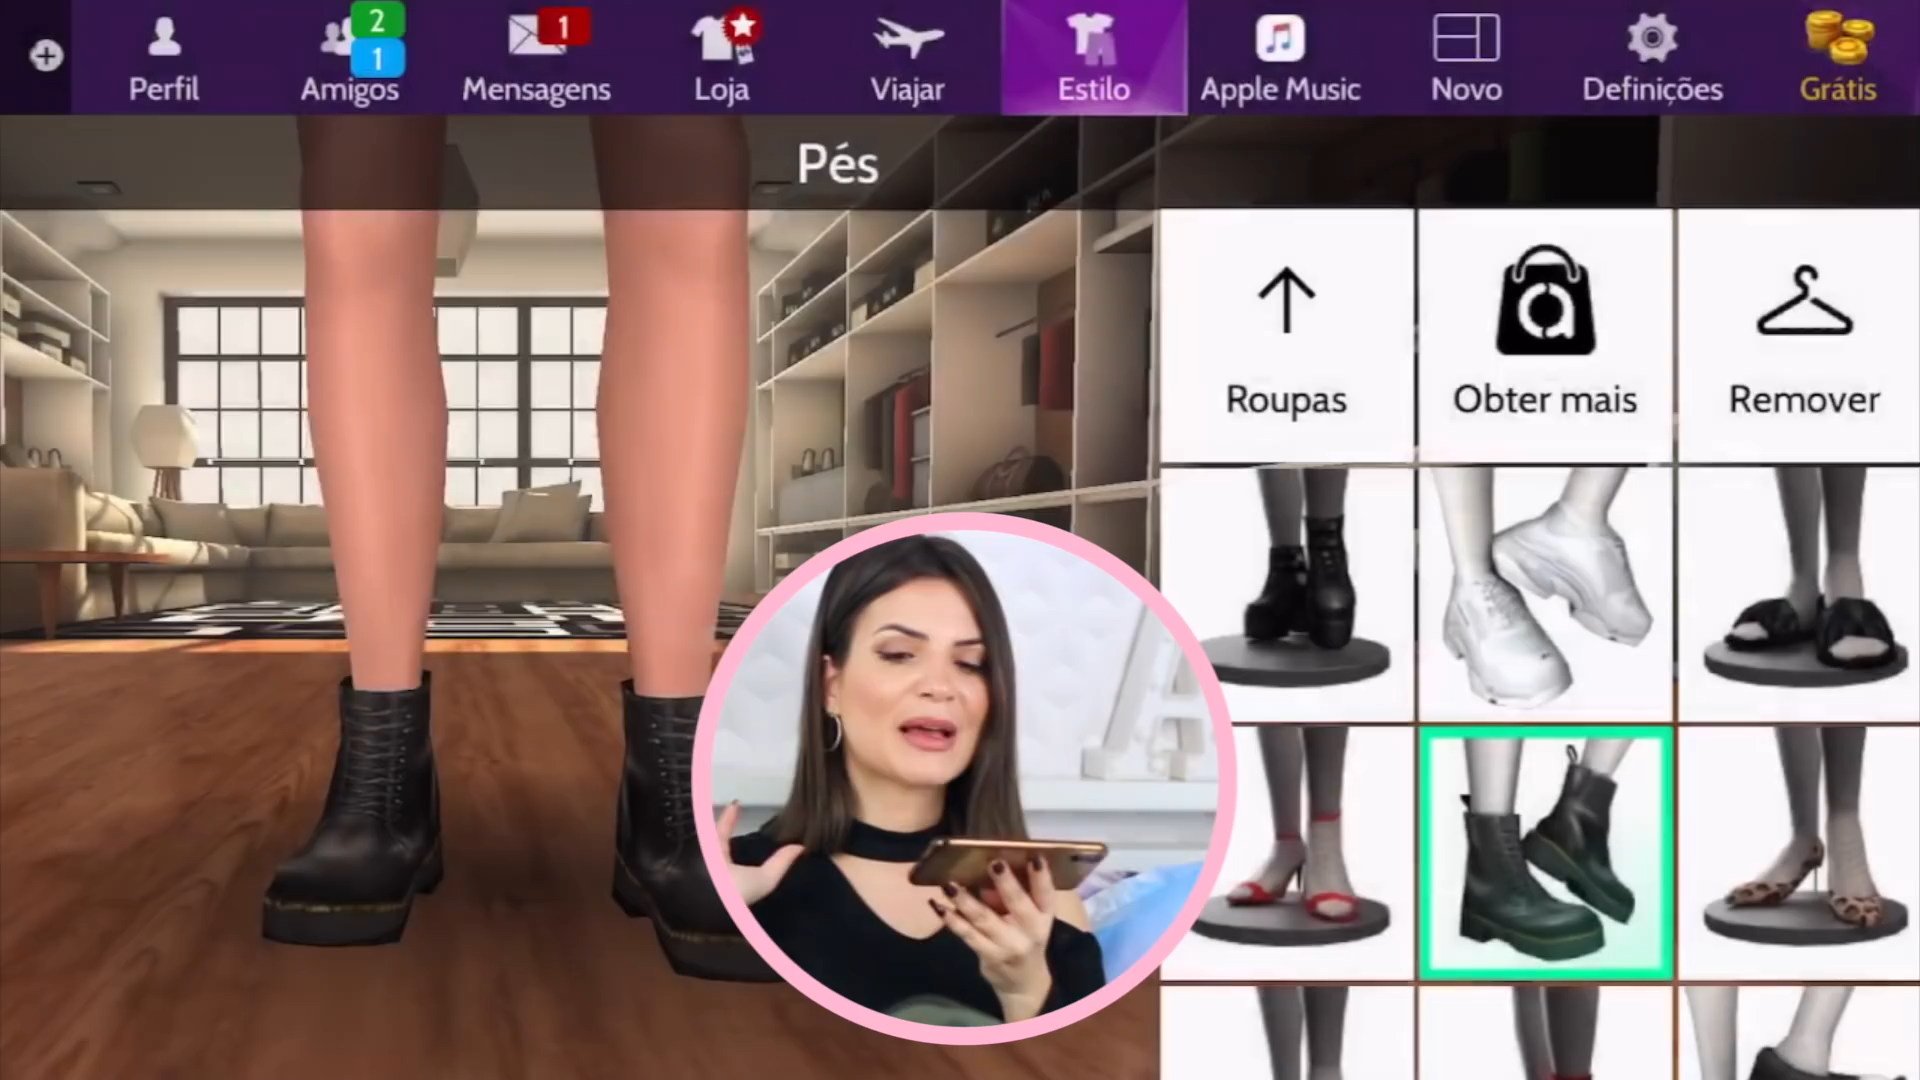 Perfil
2
1
Amigos
1
Mensagens
Loja
Viajar
Estilo
Apple Music
Novo
Definições
Grátis
Pés
Roupas
a
Obter mais
Remover